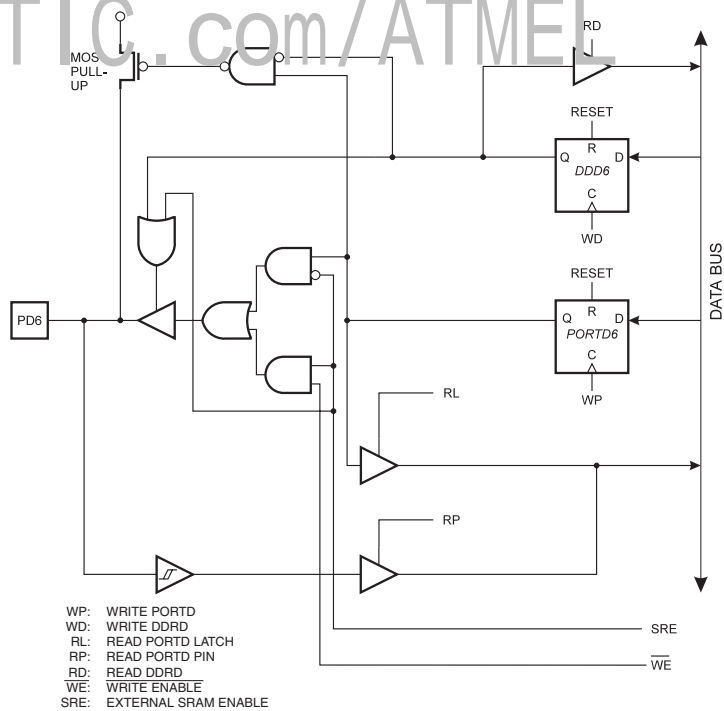 TIC.com/ATMEL
RD
MOS
PULL-
UP
RESET
R
Q
D
DDD6
C
WD
RESET
R
Q
D
PORTD6
C
WP
DATA BUS
PD6
RL
RP
SRE
WE
WP: WRITE PORTD
WD: WRITE DDRD
RL: READ PORTD LATCH
RP: READ PORTD PIN
RD: READ DDRD
WE: WRITE ENABLE
SRE: EXTERNAL SRAM ENABLE